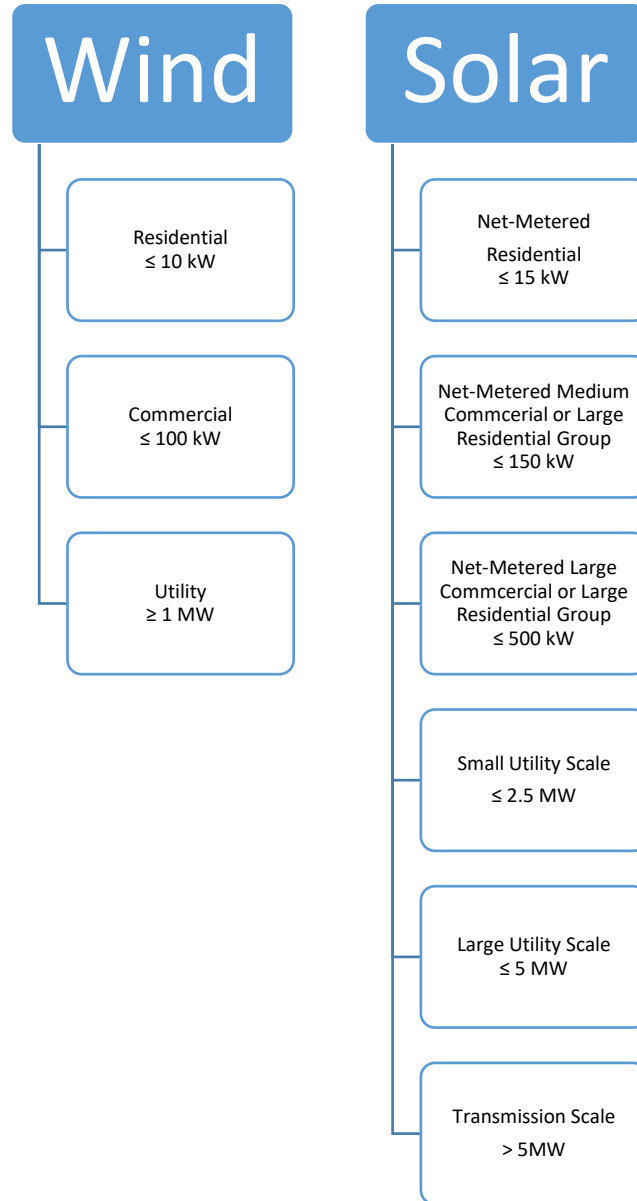 Wind
Residential
≤ 10 kW
Commercial
≤ 100 kW
Utility
≥ 1 MW
Solar
Net-Metered
Residential
≤ 15 kW
Net-Metered Medium
Commcerial or Large
Residential Group
≤ 150 kW
Net-Metered Large
Commcercial or Large
Residential Group
≤ 500 kW
Small Utility Scale
≤ 2.5 MW
Large Utility Scale
≤ 5 MW
Transmission Scale
> 5MW